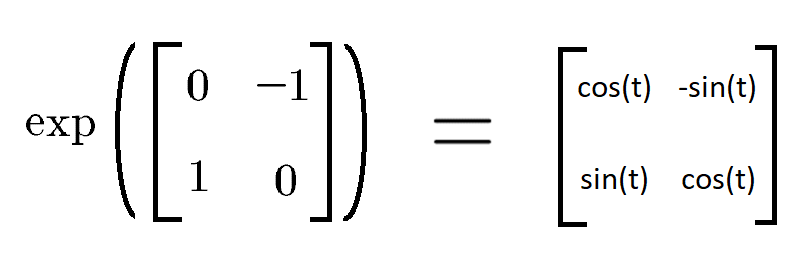 exp ( [ 0 −1 ] ) = [ cos(t) -sin(t) ]
[ 1 0 ] [ sin(t) cos(t) ]